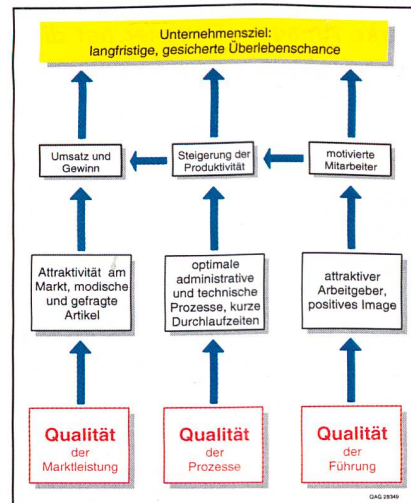 Unternehmensziel:
langfristige, gesicherte Überlebenschance
Umsatz und
Gewinn
Steigerung der
Produktivität
motivierte
Mitarbeiter
Attraktivität am
Markt, modische
und gefragte
Artikel
optimale
administrative
und technische
Prozesse, kurze
Durchlaufzeiten
attraktiver
Arbeitgeber,
positives Image
Qualität
der
Marktleistung
Qualität
der
Prozesse
Qualität
der
Führung
QAG 28349